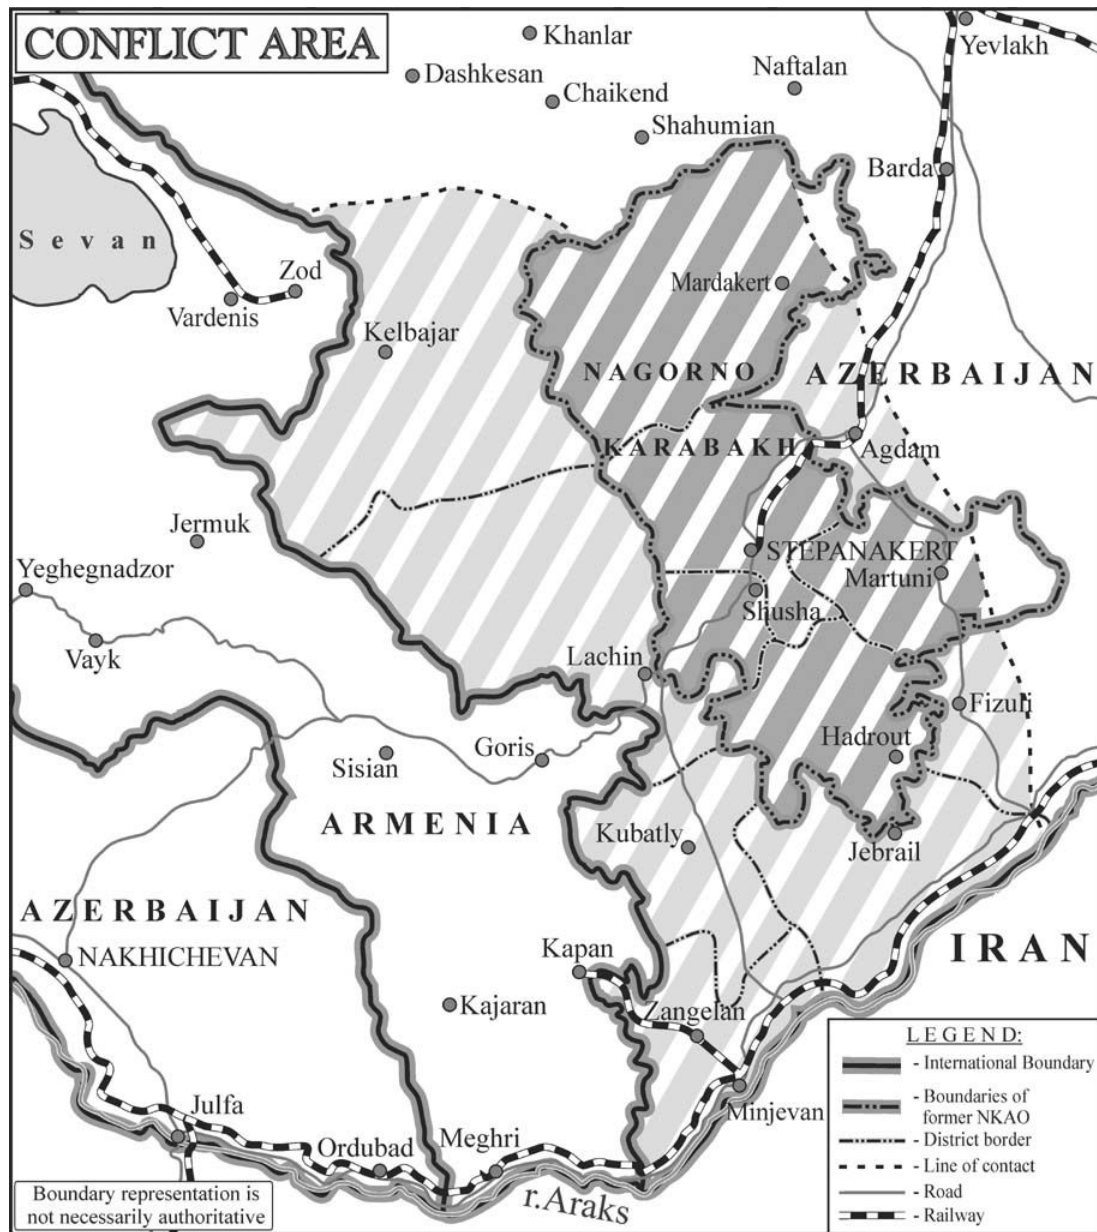 CONFLICT AREA
Khanlar
Yevlakh
Dashkesan
Naftalan
Chaikend
Shahumian
Barda
Sevan
Zod
Mardakert
Vardenis
Kelbajar
NAGORNO
AZERBAIJAN
KARABAKH
Agdam
Jermuk
STEPANAKERT
Yeghegnadzor
Martuni
Shusha
Vayk
Lachin
Fizuli
Goris
Hadrout
Sisian
ARMENIA
Kubatly
Jebrail
AZERBAIJAN
NAKHICHEVAN
Kapan
IRAN
Kajaran
Zangelan
Minjevan
Julfa
Ordubad
Meghri
r.Araks
LEGEND:
- International Boundary
- Boundaries of
former NKAO
- District border
- Line of contact
- Road
- Railway
Boundary representation is
not necessarily authoritative